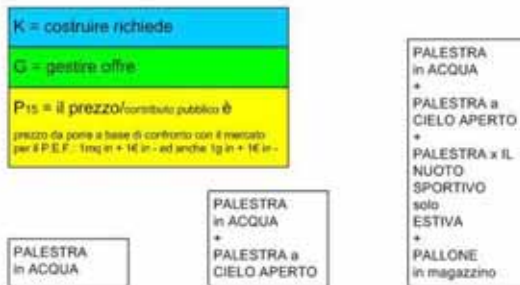 K = costruire richiede
G = gestire offre
P15 = il prezzo/contributo pubblico è
prezzo da porre a base di confronto con il mercato
per il P.E.F.: 1mq in + 1€ in - ed anche 1g in + 1€ in -
PALESTRA
in ACQUA
PALESTRA
in ACQUA
+
PALESTRA a
CIELO APERTO
PALESTRA
in ACQUA
+
PALESTRA a
CIELO APERTO
+
PALESTRA x IL
NUOTO
SPORTIVO
solo
ESTIVA
+
PALLONE
in magazzino